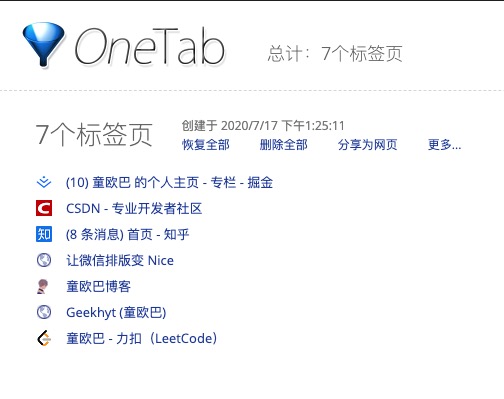 OneTab
总计：7个标签页
7个标签页
创建于 2020/7/17 下午1:25:11
恢复全部 删除全部 分享为网页 更多...
(10) 童欧巴 的个人主页 - 专栏 - 掘金
C CSDN - 专业开发者社区
知 (8 条消息) 首页 - 知乎
让微信排版变 Nice
童欧巴博客
Geekhyt (童欧巴)
童欧巴 - 力扣（LeetCode）